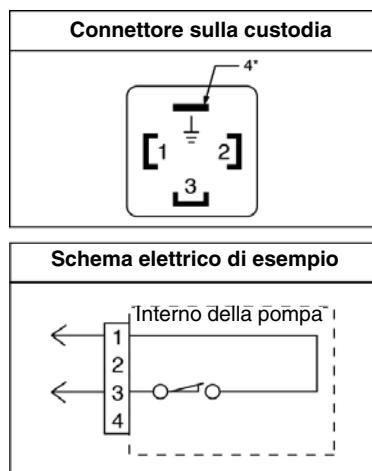 Connettore sulla custodia
4*
1 2
3
Schema elettrico di esempio
Interno della pompa
1
2
3
4